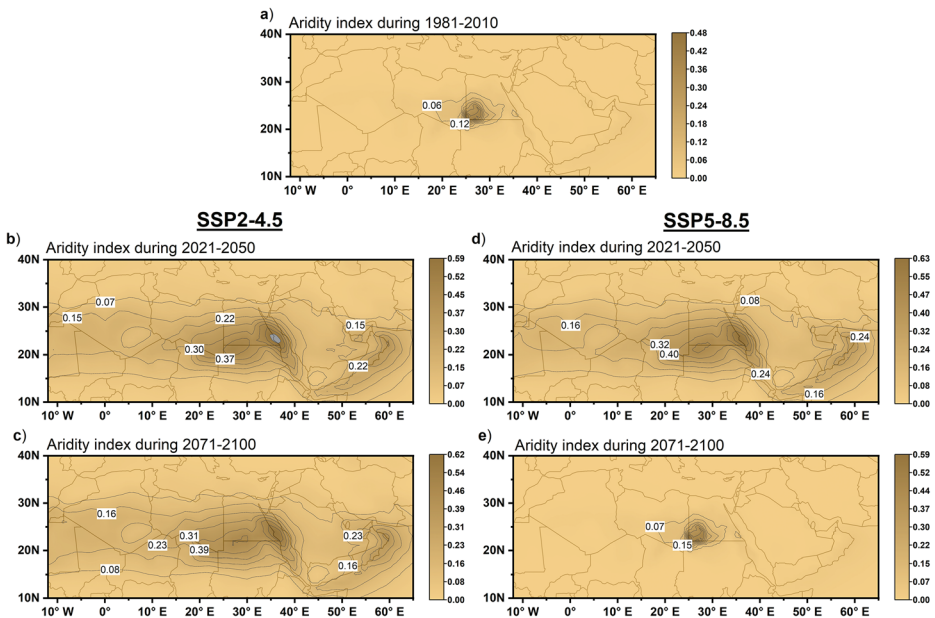 a) Aridity index during 1981-2010
40N
30N
20N
10N
10° W 0° 10° E 20° E 30° E 40° E 50° E 60° E
0.06
0.12
0.48
0.42
0.36
0.30
0.24
0.18
0.12
0.06
0.00
SSP2-4.5
SSP5-8.5
b) Aridity index during 2021-2050
40N
30N
20N
10N
10° W 0° 10° E 20° E 30° E 40° E 50° E 60° E
0.07
0.15
0.22
0.15
0.30
0.37
0.22
0.59
0.52
0.45
0.37
0.30
0.22
0.15
0.07
0.00
d) Aridity index during 2021-2050
40N
30N
20N
10N
10° W 0° 10° E 20° E 30° E 40° E 50° E 60° E
0.08
0.16
0.32
0.24
0.40
0.24
0.16
0.63
0.55
0.47
0.40
0.32
0.24
0.16
0.08
0.00
c) Aridity index during 2071-2100
40N
30N
20N
10N
10° W 0° 10° E 20° E 30° E 40° E 50° E 60° E
0.16
0.31
0.23
0.23
0.39
0.16
0.08
0.62
0.54
0.46
0.39
0.31
0.23
0.16
0.08
0.00
e) Aridity index during 2071-2100
40N
30N
20N
10N
10° W 0° 10° E 20° E 30° E 40° E 50° E 60° E
0.07
0.15
0.59
0.52
0.44
0.37
0.30
0.22
0.15
0.07
0.00